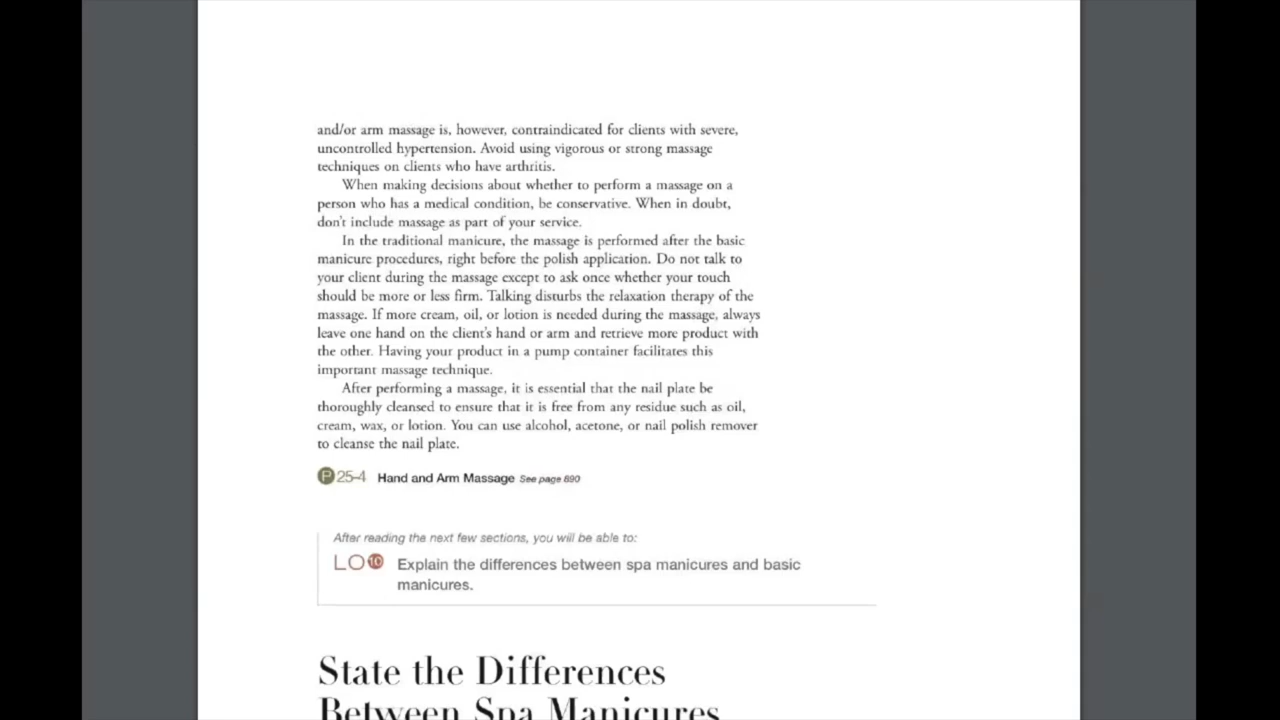 and/or arm massage is, however, contraindicated for clients with severe,
uncontrolled hypertension. Avoid using vigorous or strong massage
techniques on clients who have arthritis.
When making decisions about whether to perform a massage on a
person who has a medical condition, be conservative. When in doubt,
don't include massage as part of your service.
In the traditional manicure, the massage is performed after the basic
manicure procedures, right before the polish application. Do not talk to
your client during the massage except to ask once whether your touch
should be more or less firm. Talking disturbs the relaxation therapy of the
massage. If more cream, oil, or lotion is needed during the massage, always
leave one hand on the client's hand or arm and retrieve more product with
the other. Having your product in a pump container facilitates this
important massage technique.
After performing a massage, it is essential that the nail plate be
thoroughly cleansed to ensure that it is free from any residue such as oil,
cream, wax, or lotion. You can use alcohol, acetone, or nail polish remover
to cleanse the nail plate.
P 25-4 Hand and Arm Massage See page 890
After reading the next few sections, you will be able to:
LO10 Explain the differences between spa manicures and basic
manicures.
State the Differences
Between Spa Manicures